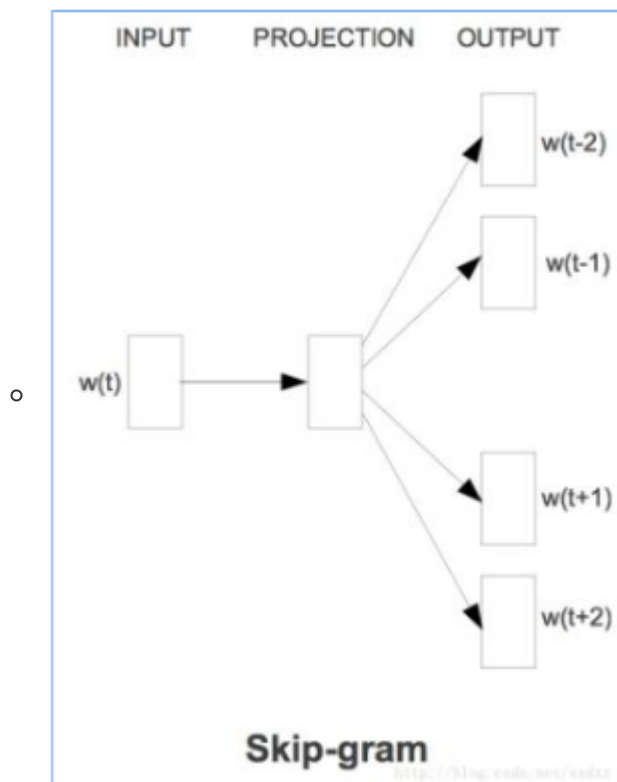 INPUT PROJECTION OUTPUT
w(t-2)
w(t-1)
w(t)
w(t+1)
w(t+2)
Skip-gram